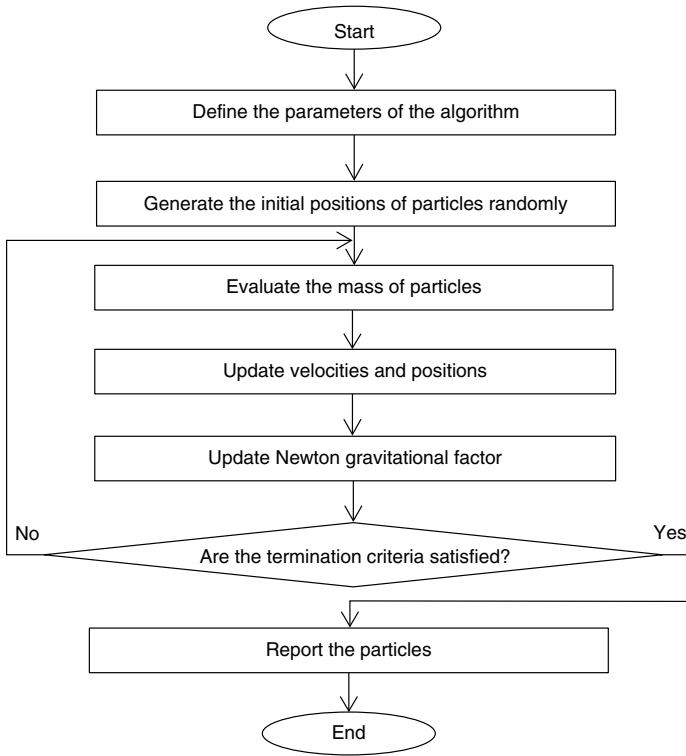 Start
Define the parameters of the algorithm
Generate the initial positions of particles randomly
Evaluate the mass of particles
Update velocities and positions
Update Newton gravitational factor
No
Yes
Are the termination criteria satisfied?
Report the particles
End